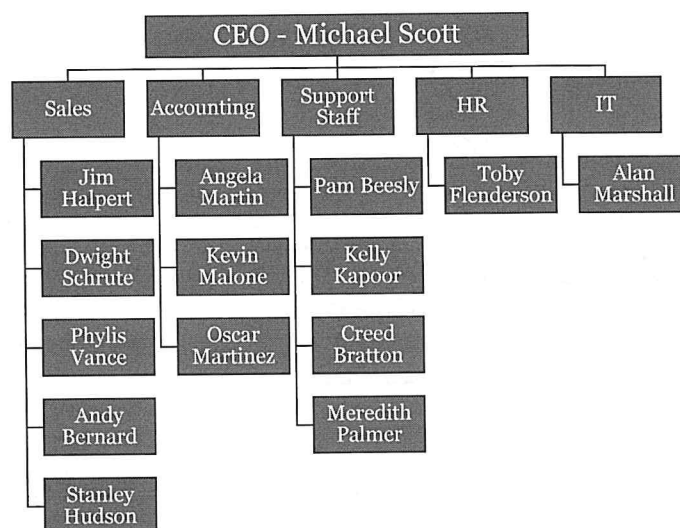 CEO - Michael Scott
Sales
Accounting
Support
Staff
HR
IT
Jim
Halpert
Dwight
Schrute
Phylis
Vance
Andy
Bernard
Stanley
Hudson
Angela
Martin
Kevin
Malone
Oscar
Martinez
Pam Beesly
Kelly
Kapoor
Creed
Bratton
Meredith
Palmer
Toby
Flenderson
Alan
Marshall